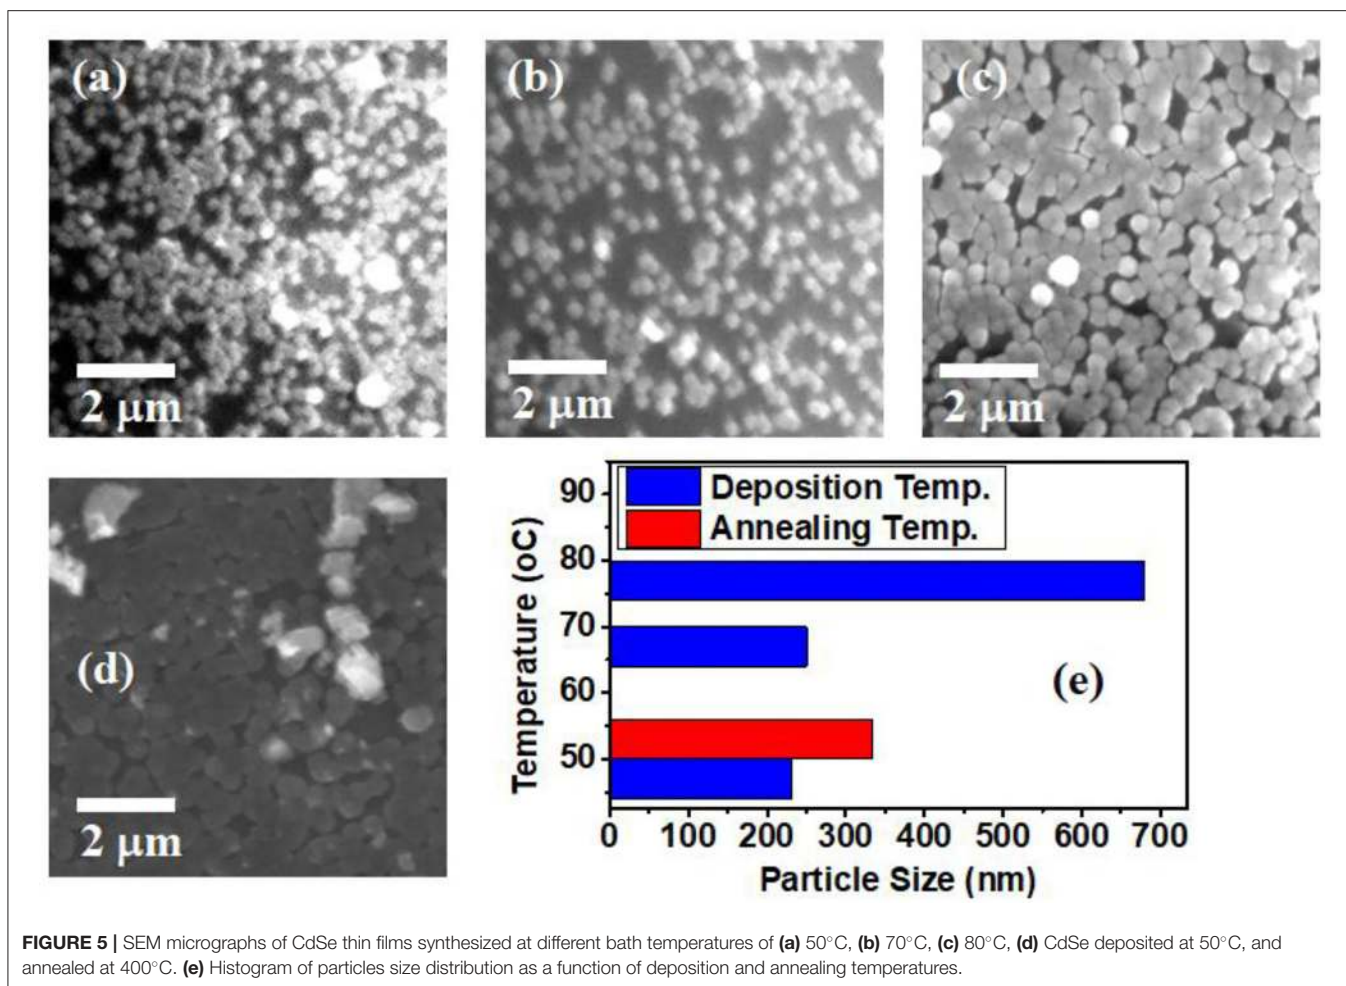 (a)
(b)
(c)
2 μm
2 μm
2 μm
(d)
2 μm
Deposition Temp.
Annealing Temp.
90
80
70
60
50
Temperature (oC)
(e)
0 100 200 300 400 500 600 700
Particle Size (nm)
FIGURE 5 | SEM micrographs of CdSe thin films synthesized at different bath temperatures of (a) 50°C, (b) 70°C, (c) 80°C, (d) CdSe deposited at 50°C, and
annealed at 400°C. (e) Histogram of particles size distribution as a function of deposition and annealing temperatures.